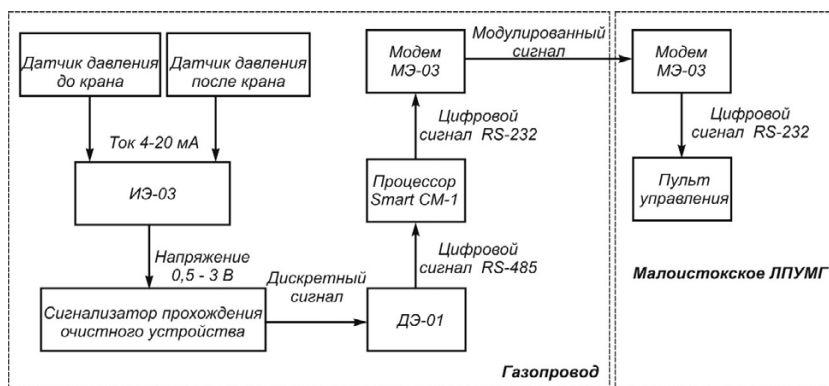 Датчик давления
до крана
Датчик давления
после крана
Ток 4-20 мА
ИЭ-03
Напряжение
0,5 - 3 В
Сигнализатор прохождения
очистного устройства
Дискретный
сигнал
ДЭ-01
Цифровой
сигнал RS-485
Процессор
Smart СМ-1
Цифровой
сигнал RS-232
Модем
МЭ-03
Модулированный
сигнал
Газопровод
Модем
МЭ-03
Цифровой
сигнал RS-232
Пульт
управления
Малоистокское ЛПУМГ